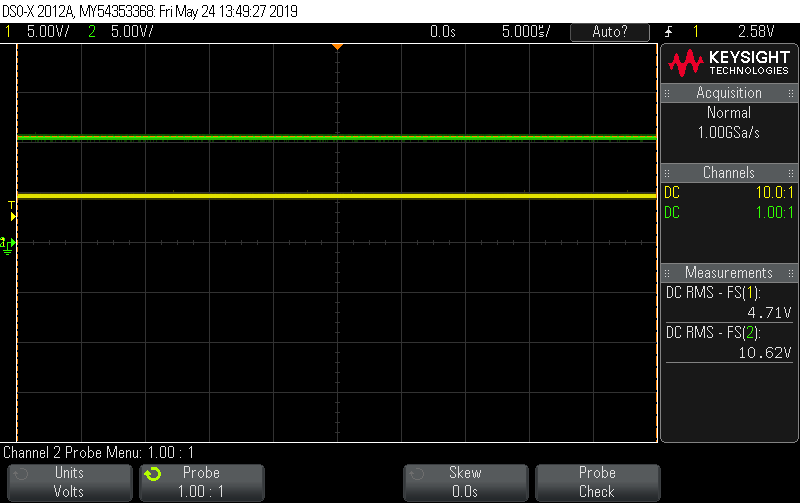 DSO-X 2012A, MY54353368: Fri May 24 13:49:27 2019
1 5.00V/ 2 5.00V/ 0.0s 5.000s/ Auto? 1 2.58V
KEYSIGHT
TECHNOLOGIES
Acquisition
Normal
1.00GSa/s
Channels
DC 10.0:1
DC 1.00:1
Measurements
DC RMS - FS(1):
4.71V
DC RMS - FS(2):
10.62V
T
2
Channel 2 Probe Menu: 1.00 : 1
Units
Volts
Probe
1.00 : 1
Skew
0.0s
Probe
Check